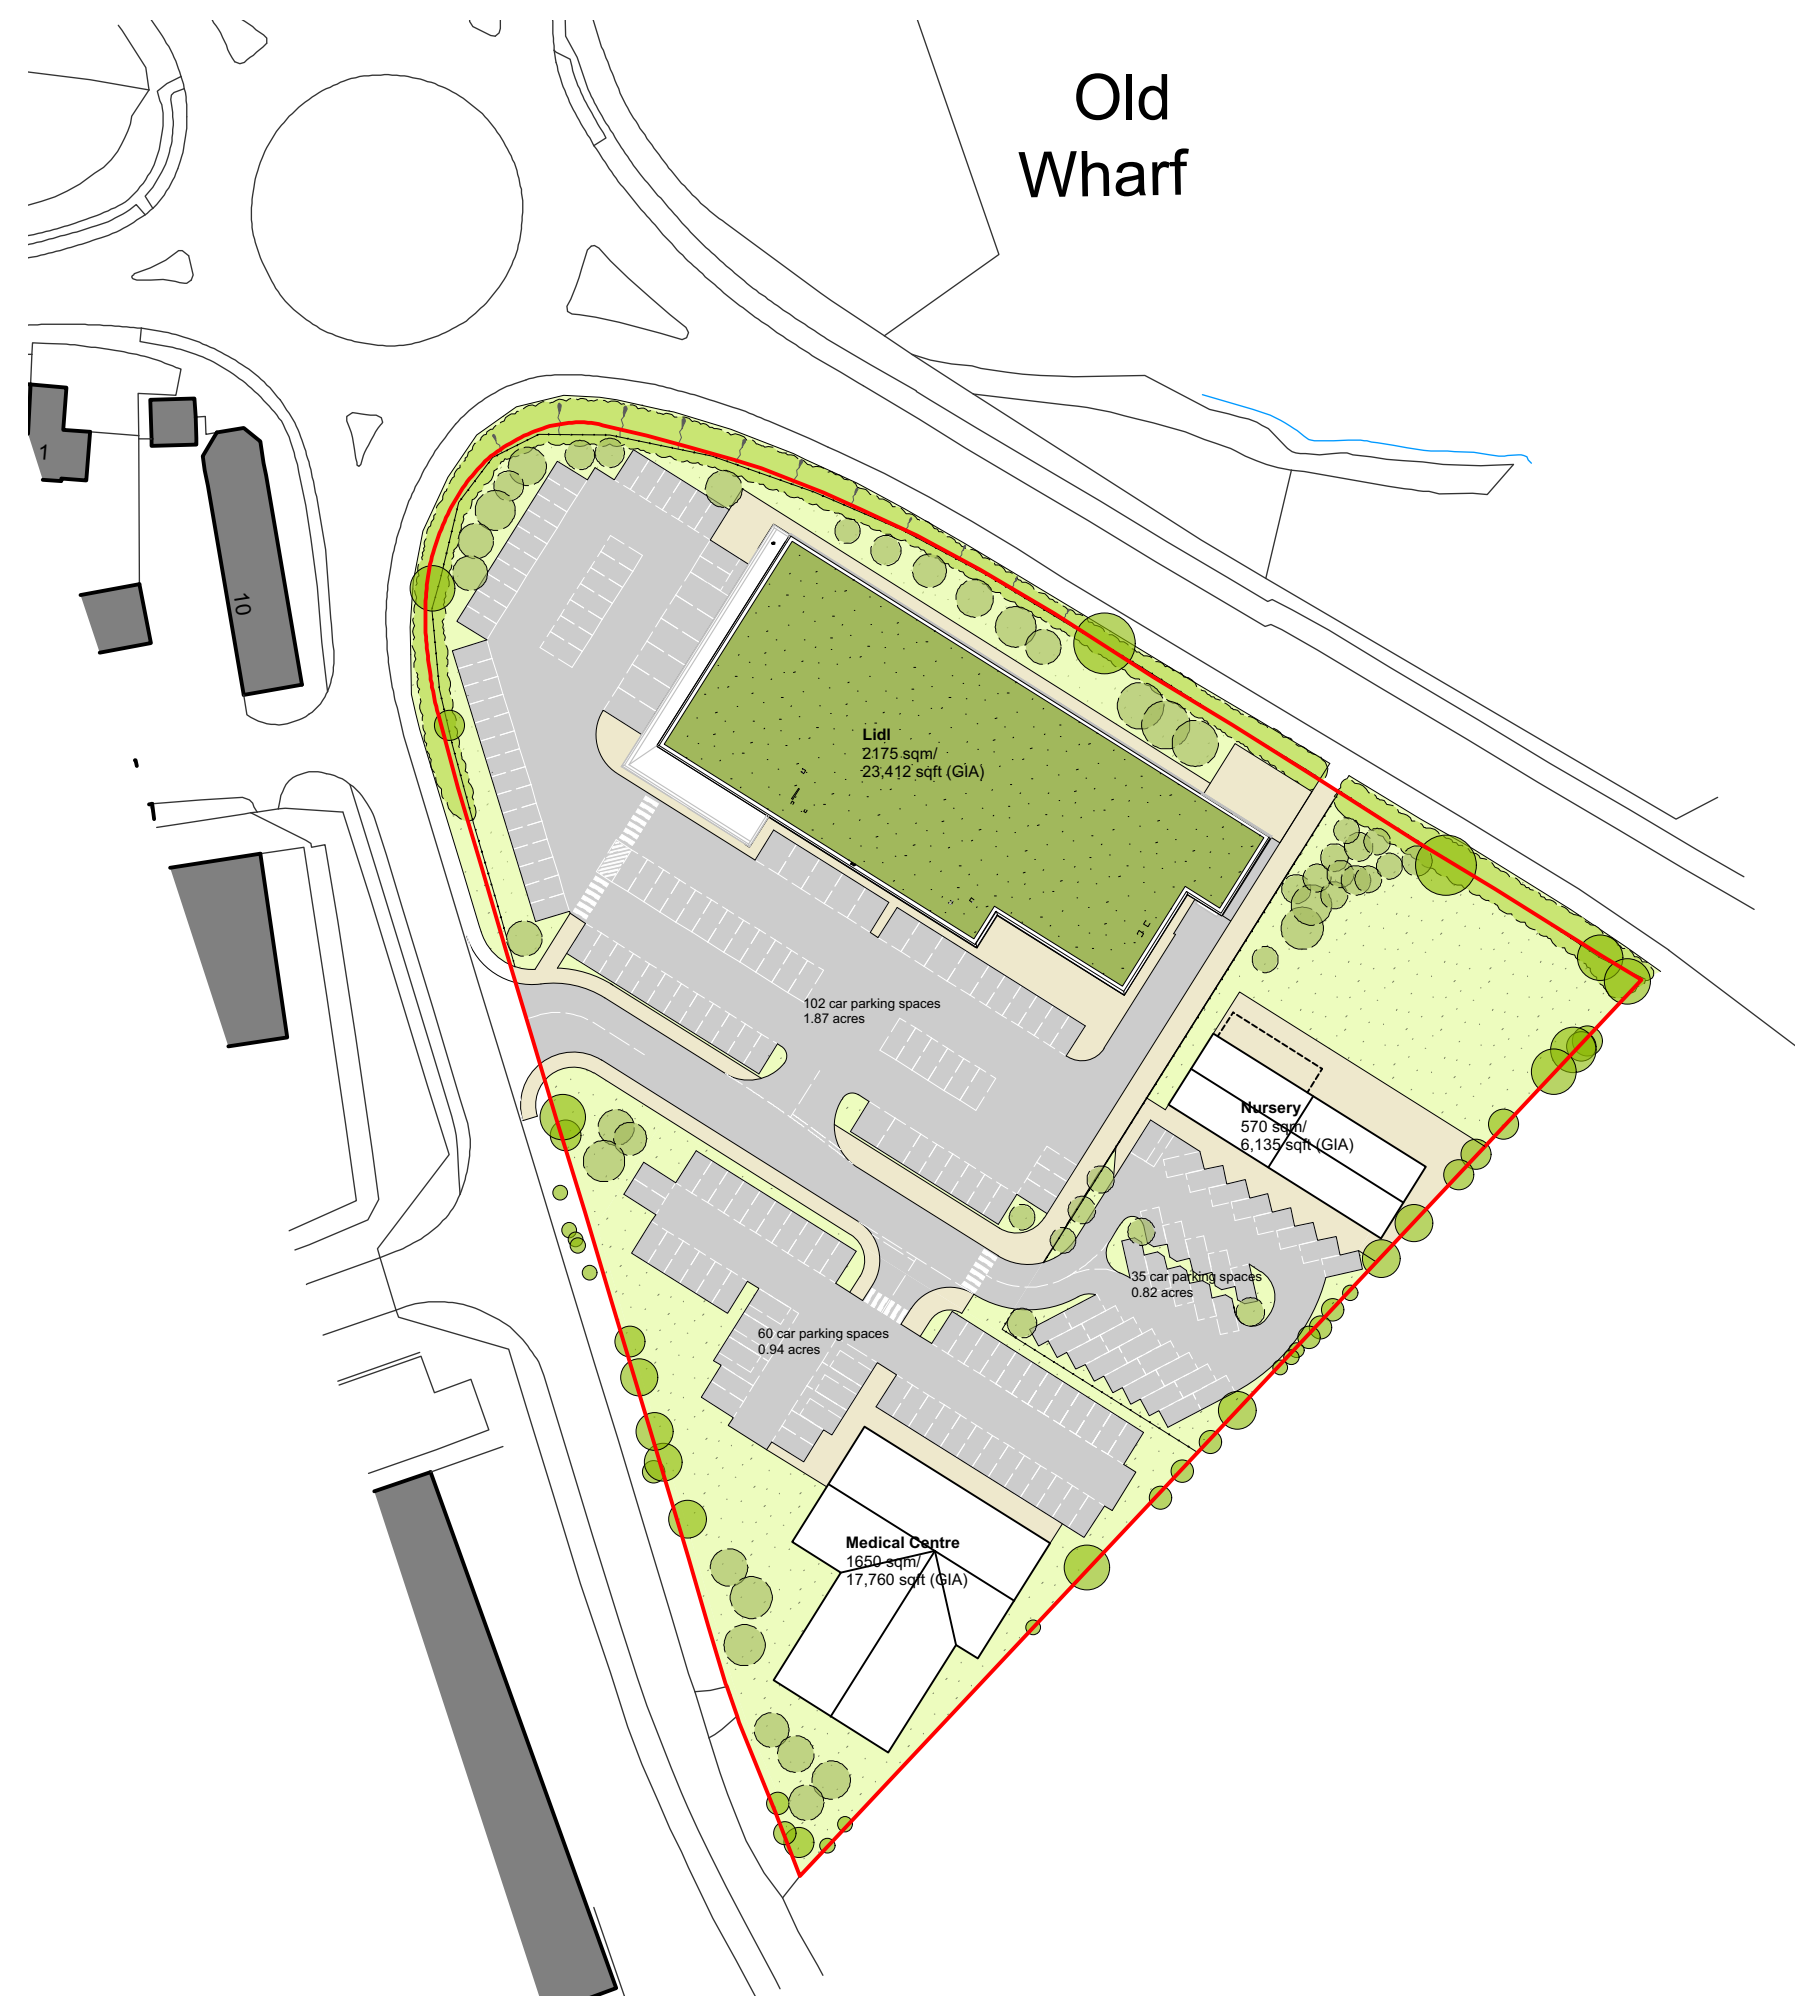 Old
Wharf
1
10
Lidl
2175 sqm/
23,412 sqft (GIA)
102 car parking spaces
1.87 acres
Nursery
570 sqm/
6,135 sqft (GIA)
35 car parking spaces
0.82 acres
60 car parking spaces
0.94 acres
Medical Centre
1650 sqm/
17,760 sqft (GIA)